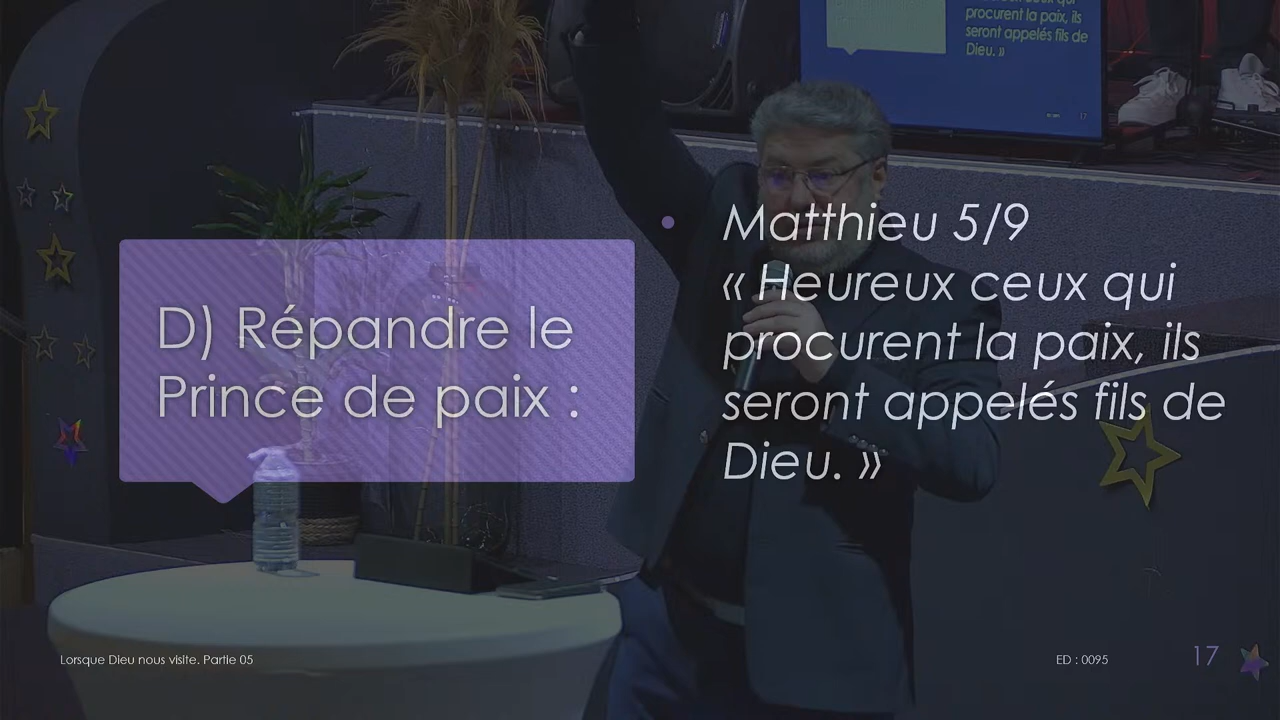 procurent la paix, ils
seront appelés fils de
Dieu. »
17
D) Répandre le
Prince de paix :
Matthieu 5/9
« Heureux ceux qui
procurent la paix, ils
seront appelés fils de
Dieu. »
Lorsque Dieu nous visite. Partie 05
ED : 0095
17